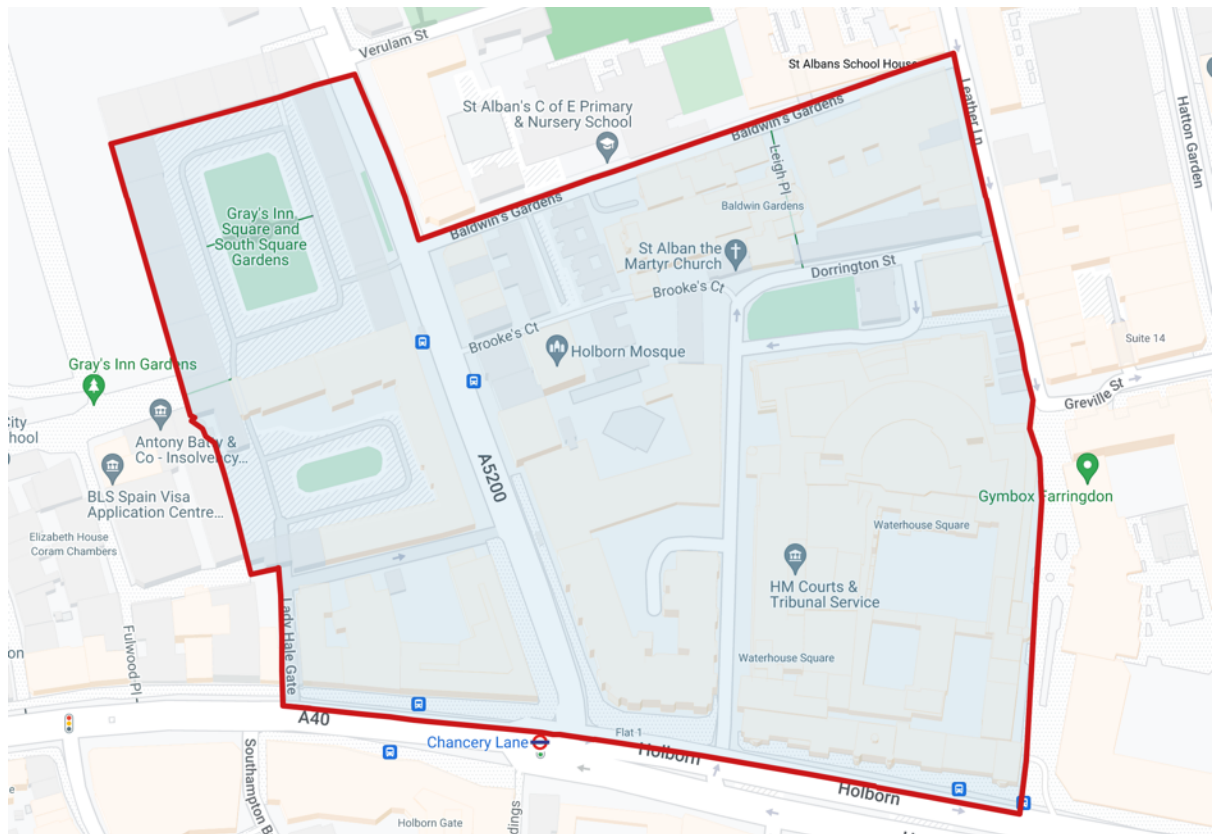 Verulam St
St Albans School House
St Alban's C of E Primary
& Nursery School
Leather Ln
Hatton Garden
Baldwin's Gardens
Leigh Pl
Baldwin Gardens
Baldwin's Gardens
Gray's Inn
Square and
South Square
Gardens
St Alban the
Martyr Church
Dorrington St
Brooke's Ct
Brooke's Ct
Holborn Mosque
Suite 14
Gray's Inn Gardens
Greville St
City
Antony Batty &
Co - Insolvency...
A5200
BLS Spain Visa
Application Centre...
Gymbox Farringdon
Elizabeth House
Coram Chambers
Waterhouse Square
HM Courts &
Tribunal Service
Lady Hale Gate
Fulwood Pl
on
Waterhouse Square
A40
Flat 1
Chancery Lane
Holborn
Holborn
Southampton B
Holborn Gate
dings